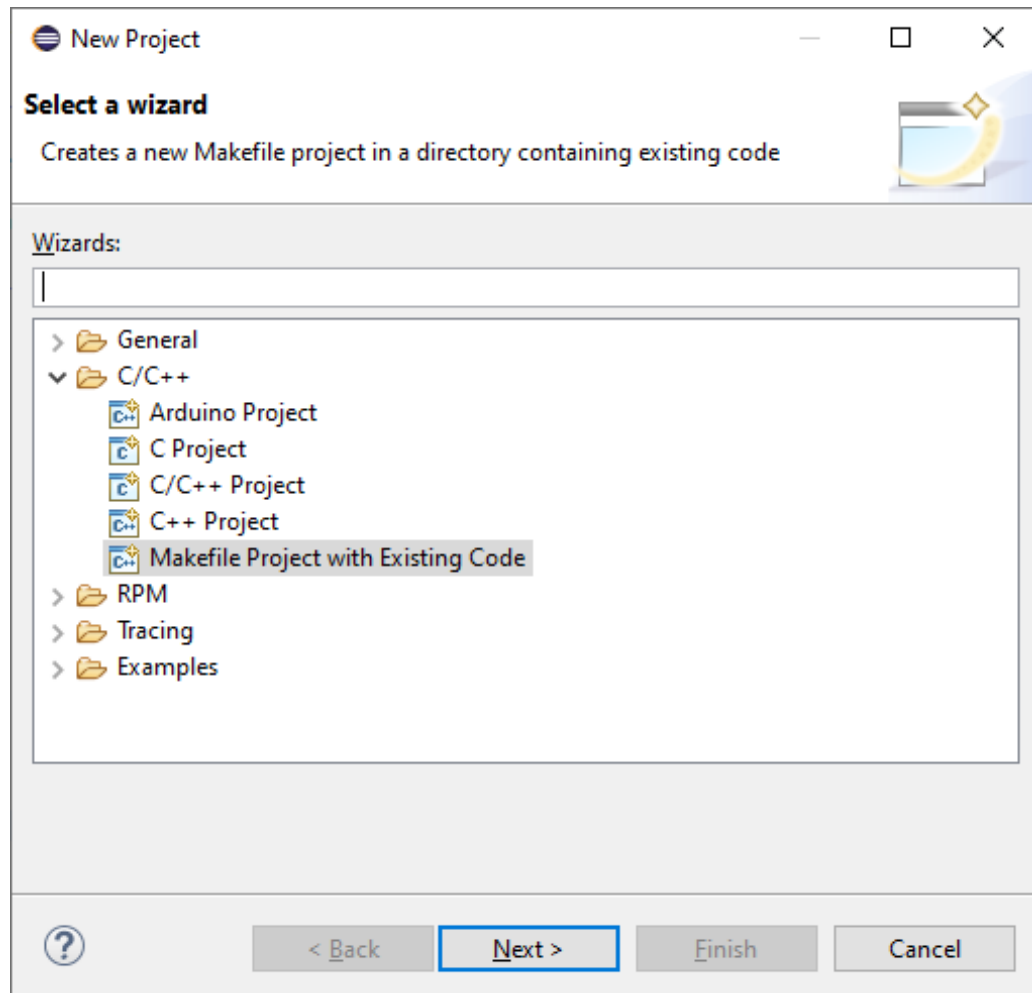 New Project
Select a wizard
Creates a new Makefile project in a directory containing existing code
Wizards:
General
C/C++
Arduino Project
C Project
C/C++ Project
C++ Project
Makefile Project with Existing Code
RPM
Tracing
Examples
? < Back Next > Finish Cancel